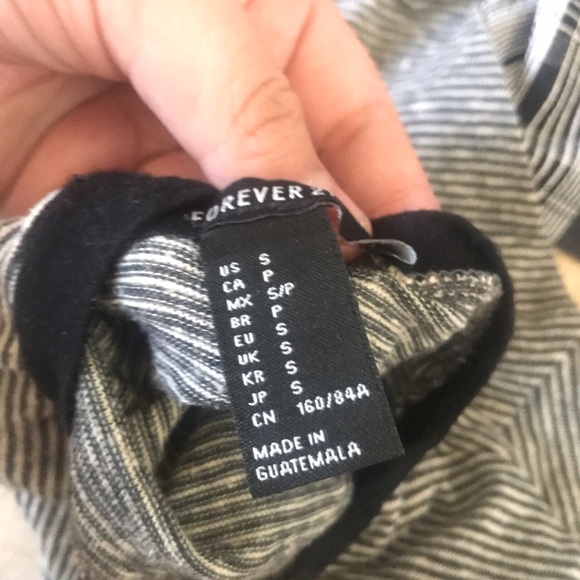 FOREVER 2
US S
CA P
MX S/P
BR P
EU S
UK S
KR S
JP S
CN 160/84A
MADE IN
GUATEMALA